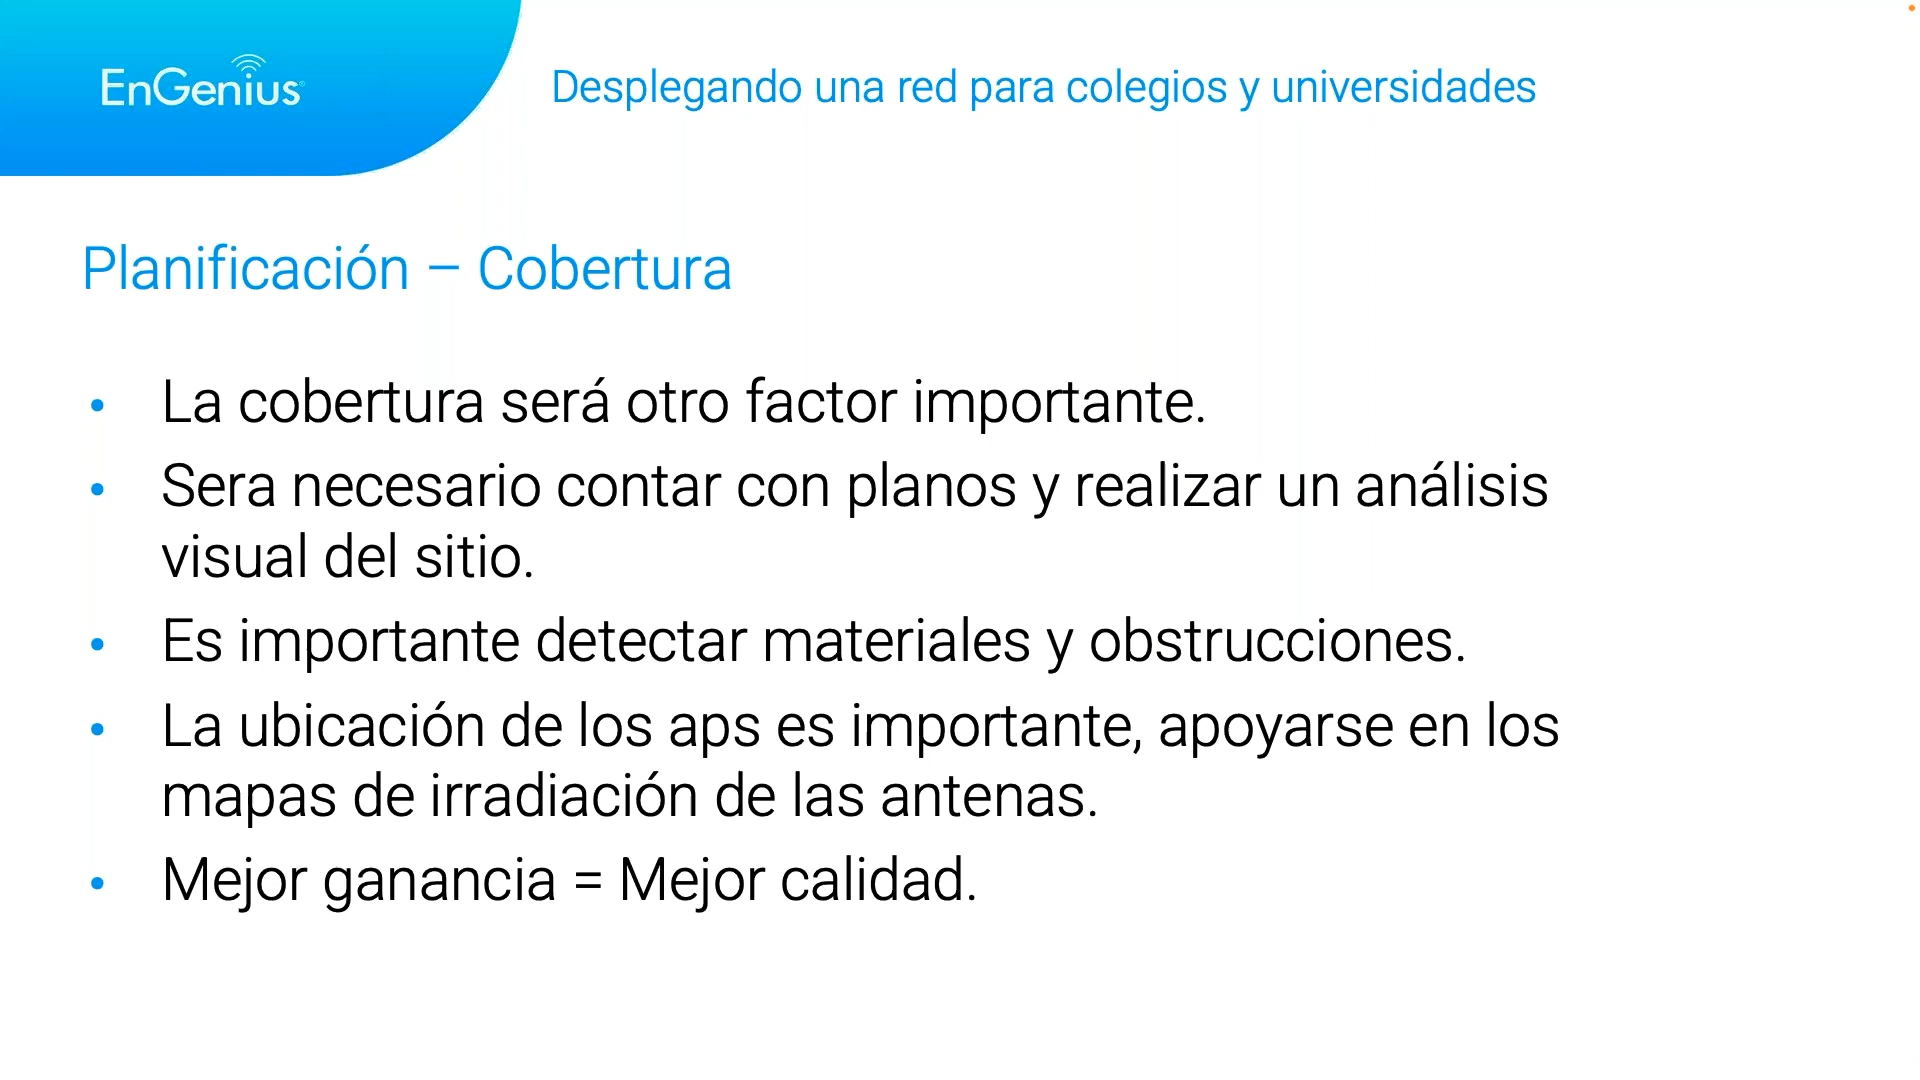 EnGenius
Desplegando una red para colegios y universidades
Planificación – Cobertura
• La cobertura será otro factor importante.
• Sera necesario contar con planos y realizar un análisis
visual del sitio.
• Es importante detectar materiales y obstrucciones.
• La ubicación de los aps es importante, apoyarse en los
mapas de irradiación de las antenas.
• Mejor ganancia = Mejor calidad.